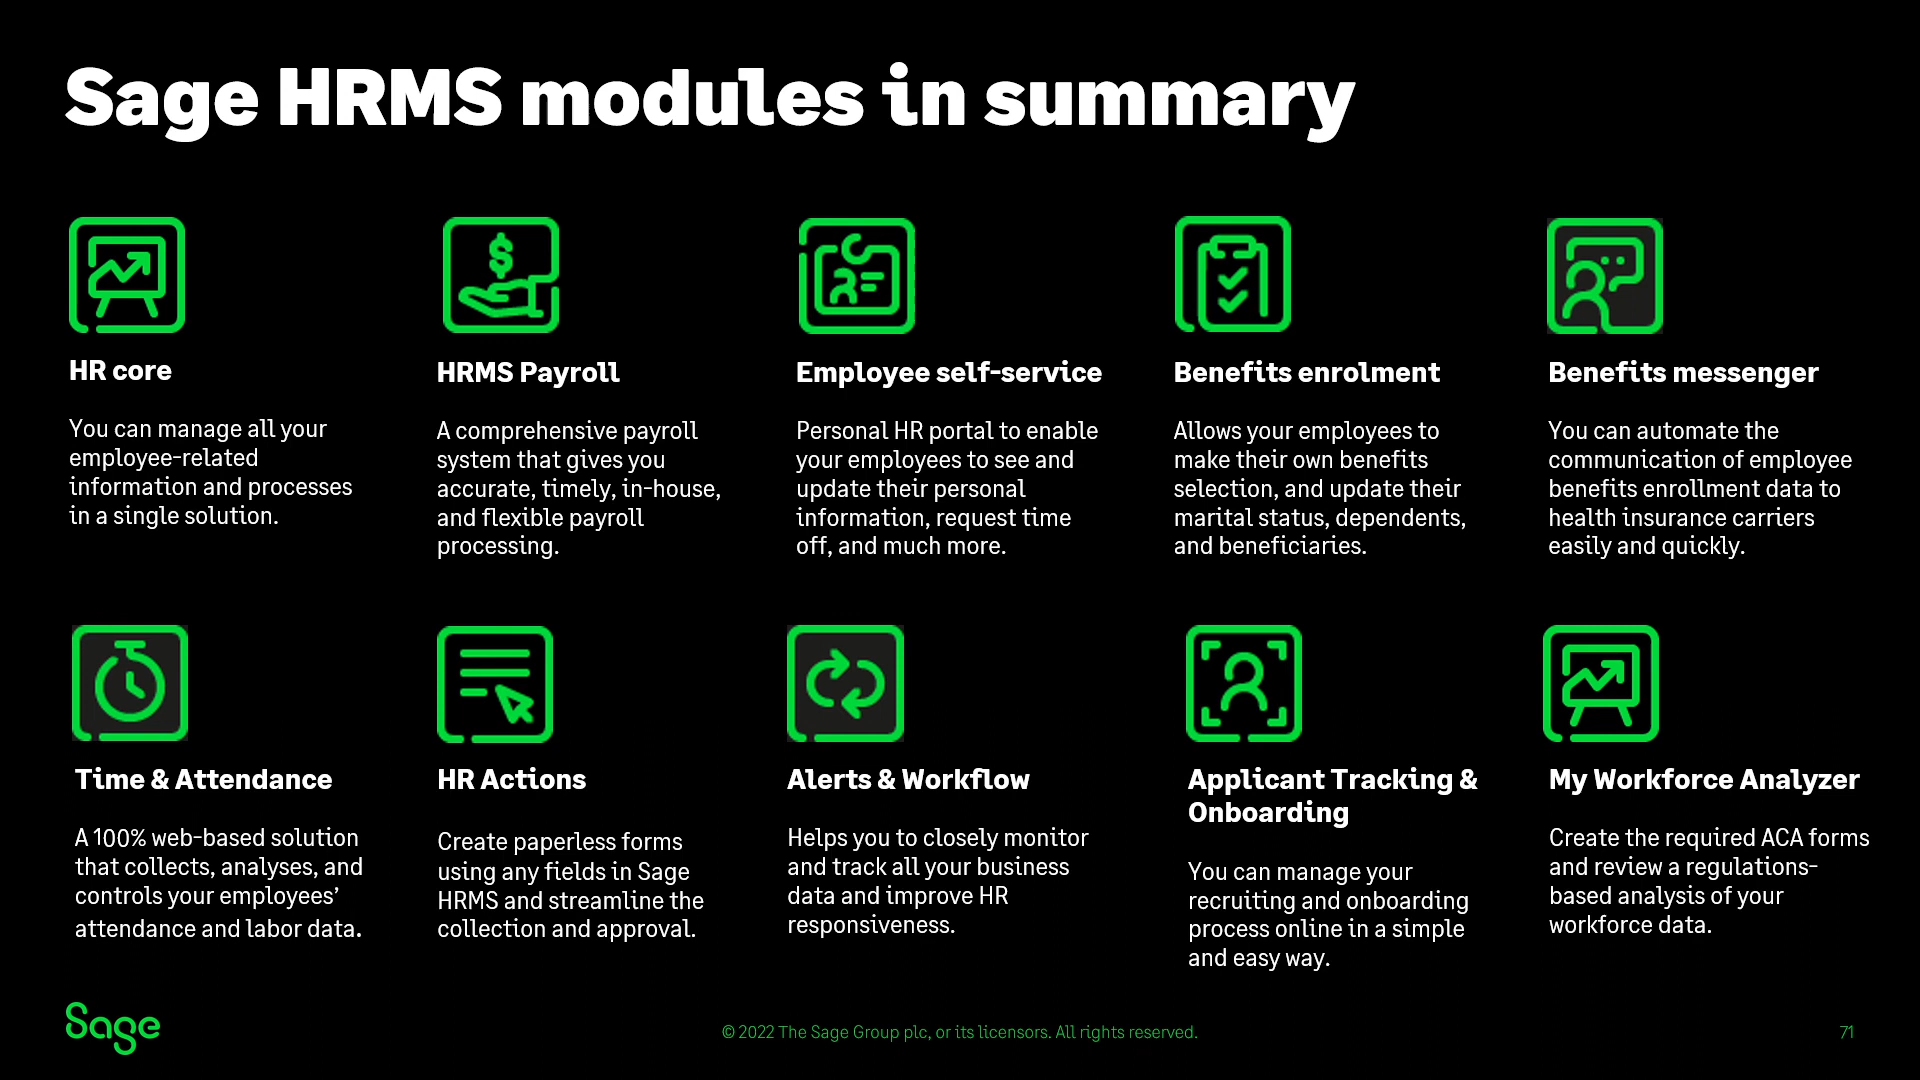 Sage HRMS modules in summary
HR core
You can manage all your
employee-related
information and processes
in a single solution.
HRMS Payroll
A comprehensive payroll
system that gives you
accurate, timely, in-house,
and flexible payroll
processing.
Employee self-service
Personal HR portal to enable
your employees to see and
update their personal
information, request time
off, and much more.
Benefits enrolment
Allows your employees to
make their own benefits
selection, and update their
marital status, dependents,
and beneficiaries.
Benefits messenger
You can automate the
communication of employee
benefits enrollment data to
health insurance carriers
easily and quickly.
Time & Attendance
A 100% web-based solution
that collects, analyses, and
controls your employees’
attendance and labor data.
HR Actions
Create paperless forms
using any fields in Sage
HRMS and streamline the
collection and approval.
Alerts & Workflow
Helps you to closely monitor
and track all your business
data and improve HR
responsiveness.
Applicant Tracking &
Onboarding
You can manage your
recruiting and onboarding
process online in a simple
and easy way.
My Workforce Analyzer
Create the required ACA forms
and review a regulations-
based analysis of your
workforce data.
Sage
© 2022 The Sage Group plc, or its licensors. All rights reserved.
71